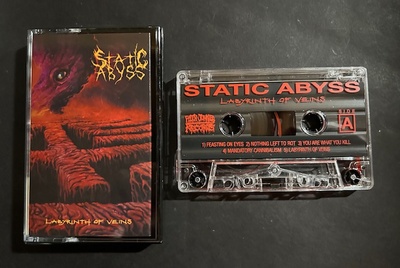 STATIC
ABYSS
LABYRINTH OF VEINS
STATIC ABYSS
LABYRINTH OF VEINS
SIDE
A
1) FEASTING ON EYES 2) NOTHING LEFT TO ROT 3) YOU ARE WHAT YOU KILL
4) MANDATORY CANNIBALISM 5) LABYRINTH OF VEINS